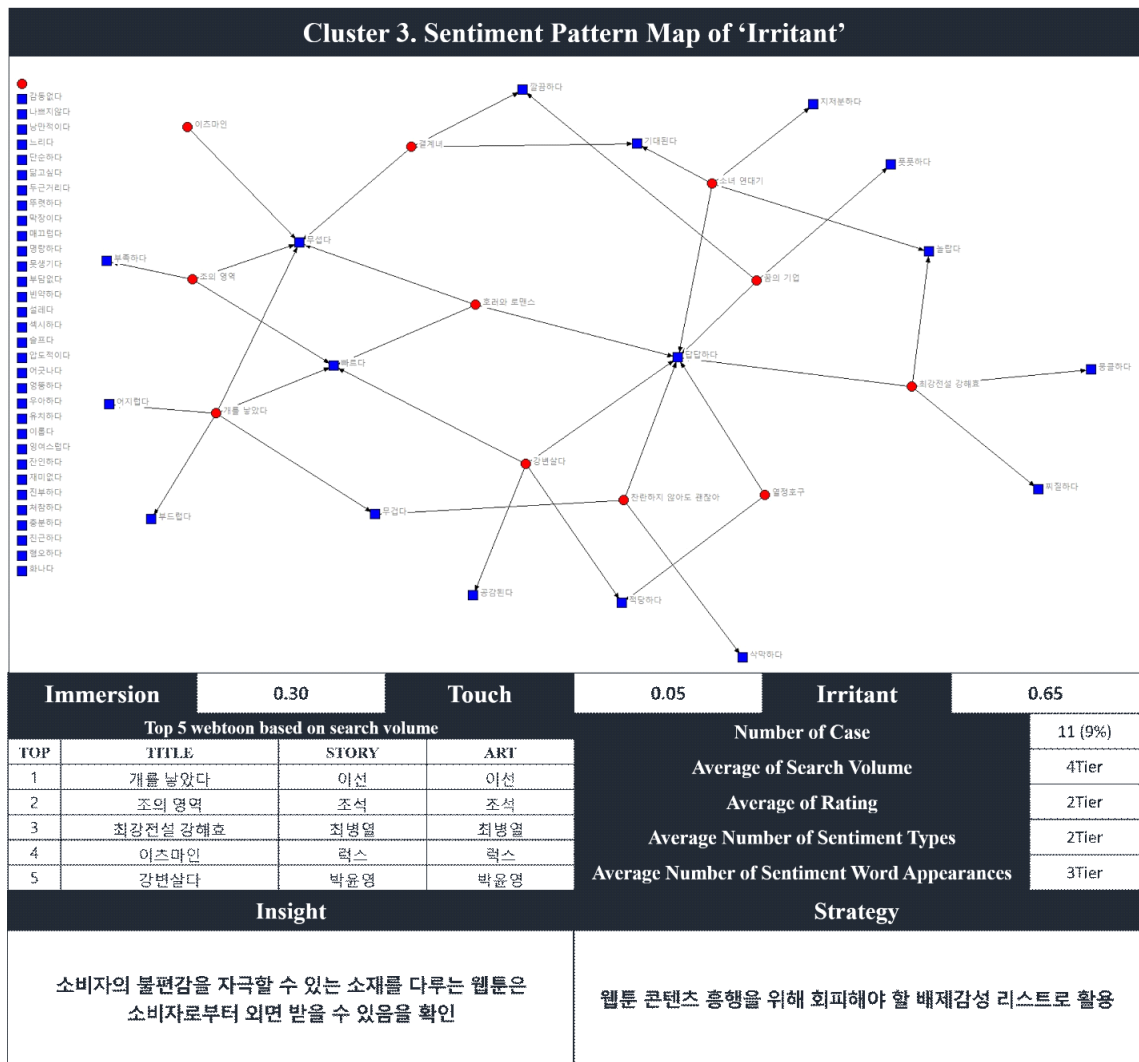 Cluster 3. Sentiment Pattern Map of ‘Irritant’
감동없다
나쁘지않다
낭만적이다
느리다
단순하다
닮고싶다
두근거리다
뚜렷하다
막장이다
매끄럽다
명랑하다
못생기다
부담없다
빈약하다
설레다
섹시하다
슬프다
압도적이다
어긋나다
엉뚱하다
우아하다
유치하다
이롭다
잉여스럽다
잔인하다
재미없다
진부하다
처참하다
충분하다
친근하다
혐오하다
화나다
깔끔하다
지저분하다
이츠마인
결계녀
기대된다
풋풋하다
소녀 연대기
무섭다
놀랍다
부족하다
조의 영역
꿈의 기업
호러와 로맨스
답답하다
빠르다
뭉클하다
최강전설 강해효
어지럽다
개를 낳았다
강변살다
찌질하다
찬란하지 않아도 괜찮아
열정호구
무겁다
부드럽다
공감된다
적당하다
삭막하다
Immersion 0.30 Touch 0.05 Irritant 0.65
Top 5 webtoon based on search volume
TOP TITLE STORY ART
1 개를 낳았다 이선 이선
2 조의 영역 조석 조석
3 최강전설 강해효 최병열 최병열
4 이츠마인 럭스 럭스
5 강변살다 박윤영 박윤영
Number of Case 11 (9%)
Average of Search Volume 4Tier
Average of Rating 2Tier
Average Number of Sentiment Types 2Tier
Average Number of Sentiment Word Appearances 3Tier
Insight
소비자의 불편감을 자극할 수 있는 소재를 다루는 웹툰은
소비자로부터 외면 받을 수 있음을 확인
Strategy
웹툰 콘텐츠 흥행을 위해 회피해야 할 배제감성 리스트로 활용